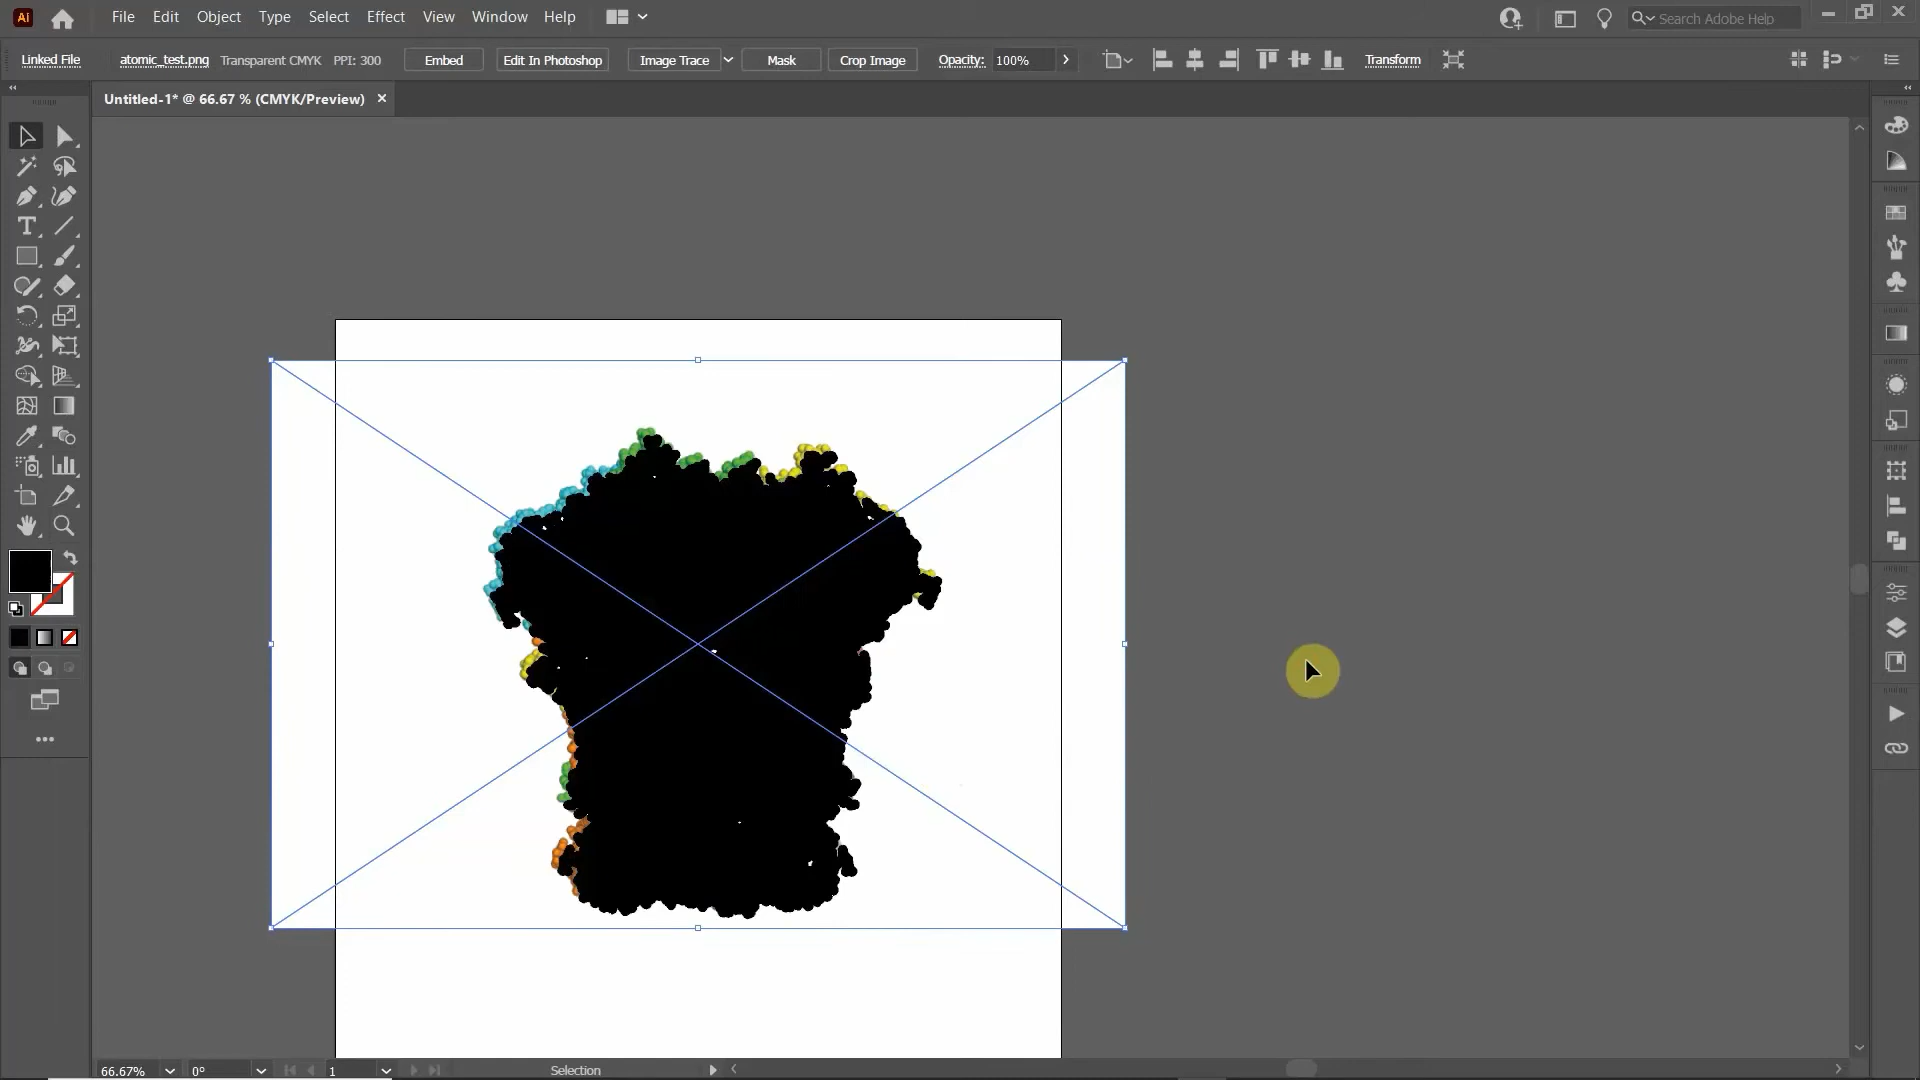 Ai File Edit Object Type Select Effect View Window Help Search Adobe Help
Linked File atomic_test.png Transparent CMYK PPI: 300 Embed Edit In Photoshop Image Trace Mask Crop Image Opacity: 100% Transform
Untitled-1* @ 66.67 % (CMYK/Preview)
66.67% 0° 1 Selection